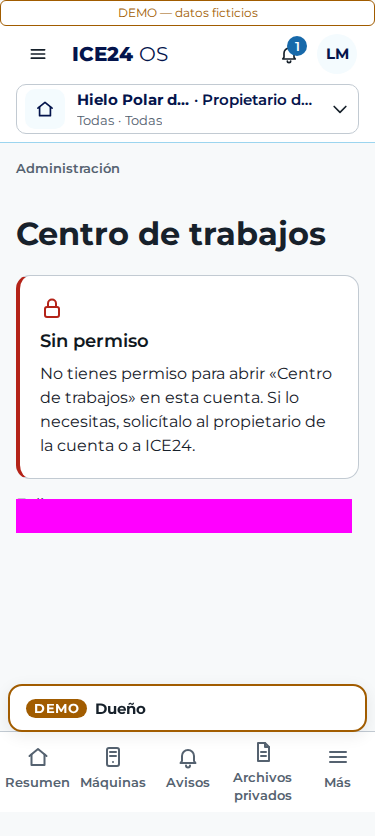 DEMO — datos ficticios
ICE24 OS
1
LM
Hielo Polar d... · Propietario d...
Todas · Todas
Administración
Centro de trabajos
Sin permiso
No tienes permiso para abrir «Centro
de trabajos» en esta cuenta. Si lo
necesitas, solicítalo al propietario de
la cuenta o a ICE24.
DEMO Dueño
Resumen
Máquinas
Avisos
Archivos
privados
Más